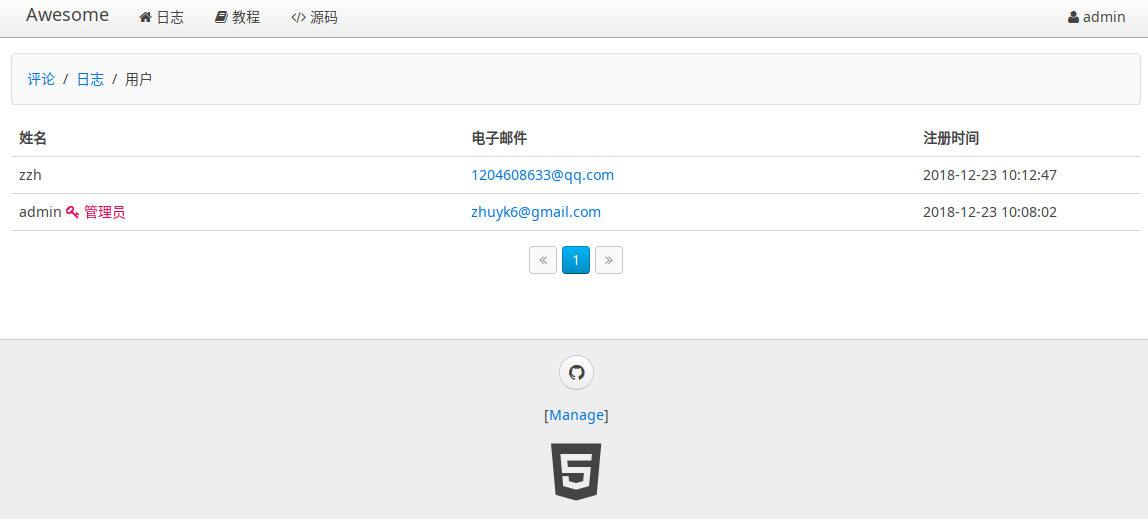 Awesome 日志 教程 源码 admin
评论 / 日志 / 用户
姓名 电子邮件 注册时间
zzh 1204608633@qq.com 2018-12-23 10:12:47
admin 管理员 zhuyk6@gmail.com 2018-12-23 10:08:02
« 1 »
[Manage]